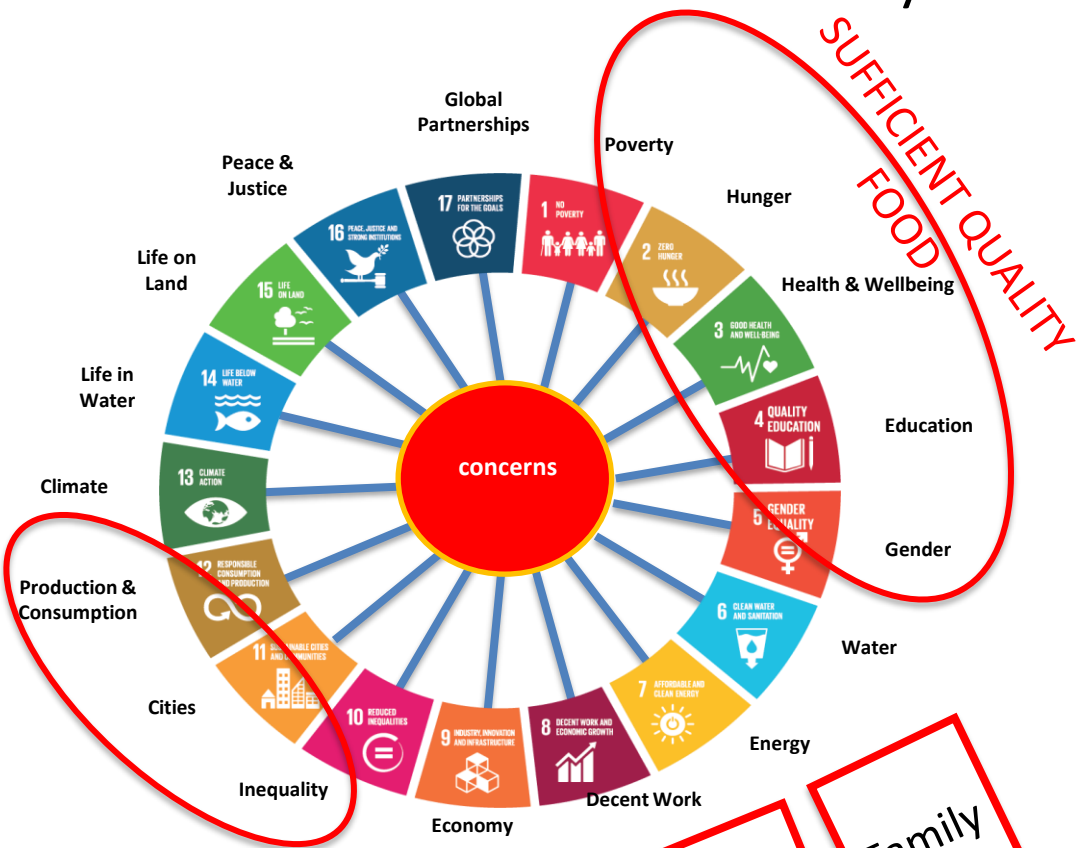 SUFFICIENT QUALITY
FOOD
Global
Partnerships
Poverty
Hunger
Health & Wellbeing
Education
Gender
Water
Energy
Decent Work
Economy
Inequality
Cities
Production &
Consumption
Climate
Life in
Water
Life on
Land
Peace &
Justice
1 NO
POVERTY
2 ZERO
HUNGER
3 GOOD HEALTH
AND WELL-BEING
4 QUALITY
EDUCATION
5 GENDER
EQUALITY
6 CLEAN WATER
AND SANITATION
7 AFFORDABLE AND
CLEAN ENERGY
8 DECENT WORK AND
ECONOMIC GROWTH
9 INDUSTRY, INNOVATION
AND INFRASTRUCTURE
10 REDUCED
INEQUALITIES
11 SUSTAINABLE CITIES
AND COMMUNITIES
12 RESPONSIBLE
CONSUMPTION
AND PRODUCTION
13 CLIMATE
ACTION
14 LIFE BELOW
WATER
15 LIFE
ON LAND
16 PEACE, JUSTICE AND
STRONG INSTITUTIONS
17 PARTNERSHIPS
FOR THE GOALS
concerns
Family